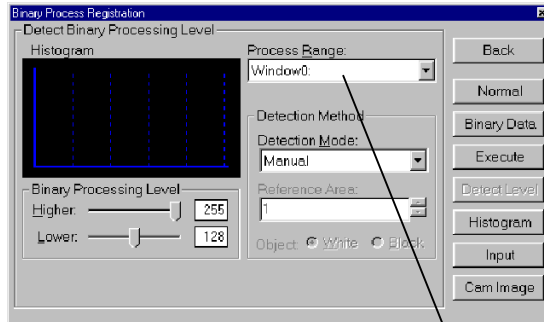 Binary Process Registration
Detect Binary Processing Level
Histogram
Process Range:
Window0:
Detection Method
Detection Mode:
Manual
Reference Area:
1
Object: White Black
Binary Processing Level
Higher: 255
Lower: 128
Back
Normal
Binary Data
Execute
Detect Level
Histogram
Input
Cam Image